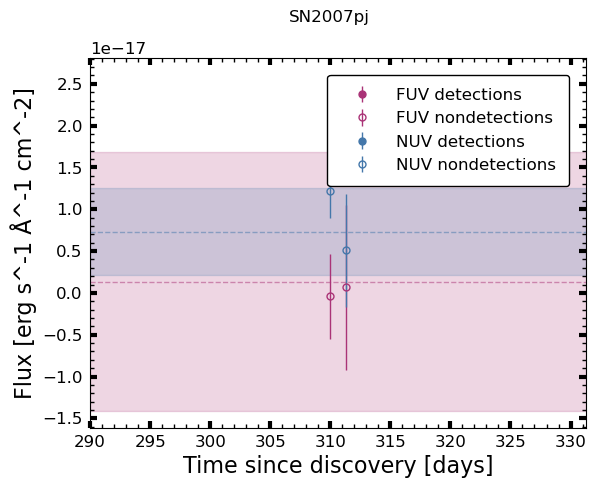 SN2007pj
1e−17
2.5
2.0
1.5
1.0
0.5
0.0
−0.5
−1.0
−1.5
Flux [erg s^-1 Å^-1 cm^-2]
FUV detections
FUV nondetections
NUV detections
NUV nondetections
290 295 300 305 310 315 320 325 330
Time since discovery [days]